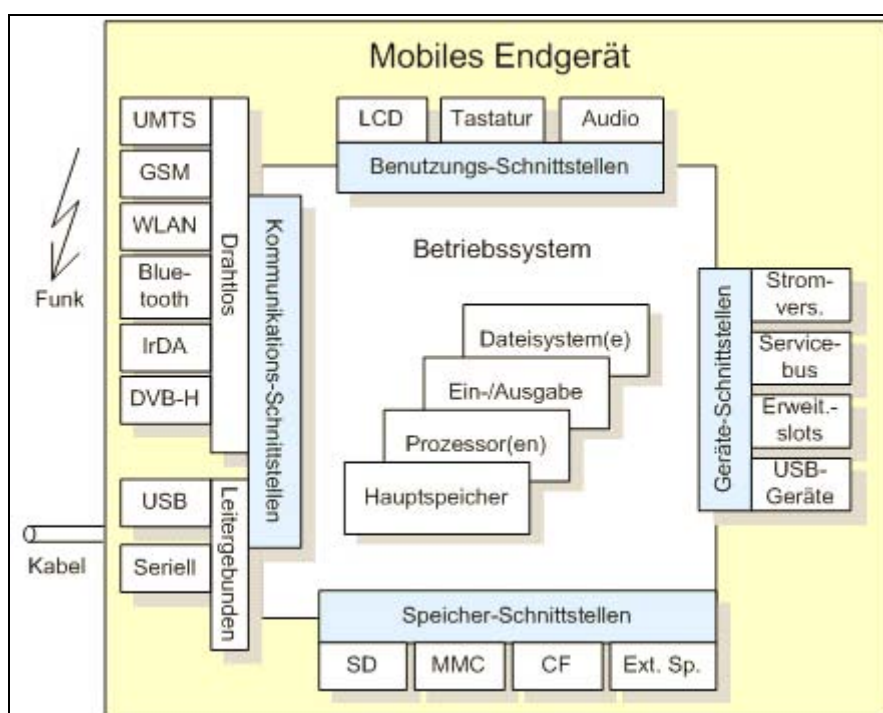 Mobiles Endgerät
UMTS
GSM
WLAN
Blue-
tooth
IrDA
DVB-H
Drahtlos
Funk
USB
Seriell
Leitergebunden
Kabel
Kommunikations-Schnittstellen
LCD
Tastatur
Audio
Benutzungs-Schnittstellen
Betriebssystem
Dateisystem(e)
Ein-/Ausgabe
Prozessor(en)
Hauptspeicher
Geräte-Schnittstellen
Strom-
vers.
Service-
bus
Erweit.-
slots
USB-
Geräte
Speicher-Schnittstellen
SD
MMC
CF
Ext. Sp.